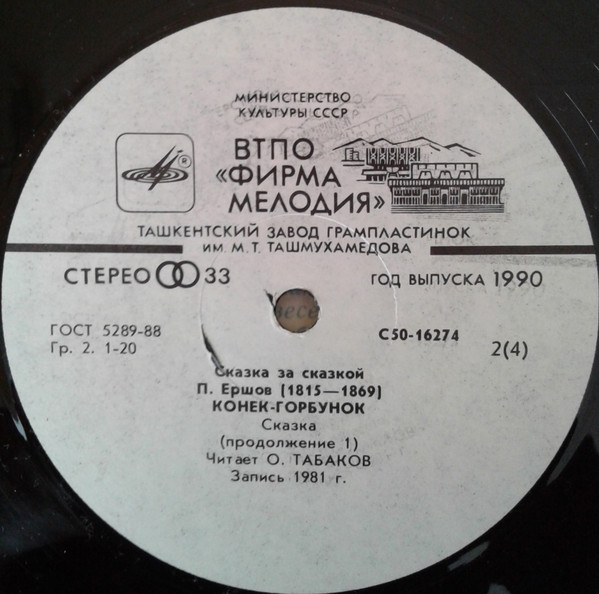 МИНИСТЕРСТВО
КУЛЬТУРЫ СССР
ВТПО
«ФИРМА
МЕЛОДИЯ»
®
ТАШКЕНТСКИЙ ЗАВОД ГРАМПЛАСТИНОК
ИМ. М. Т. ТАШМУХАМЕДОВА
СТЕРЕО 33
ГОД ВЫПУСКА 1990
ГОСТ 5289-88
Гр. 2. 1-20
С50-16274
2(4)
Сказка за сказкой
П. Ершов (1815—1869)
КОНЕК-ГОРБУНОК
Сказка
(продолжение 1)
Читает О. ТАБАКОВ
Запись 1981 г.